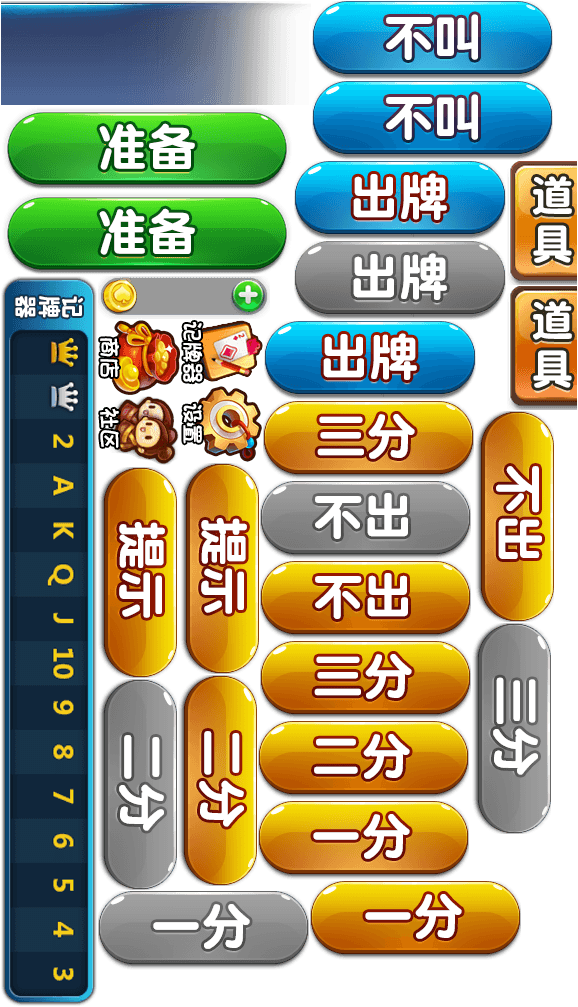 不叫
不叫
准备
准备
出牌
出牌
出牌
道具
道具
记牌器
2
A
K
Q
J
10
9
8
7
6
5
4
3
商店
记牌器
社区
设置
三分
不出
不出
三分
二分
一分
一分
一分
提示
提示
二分
二分
不出
三分